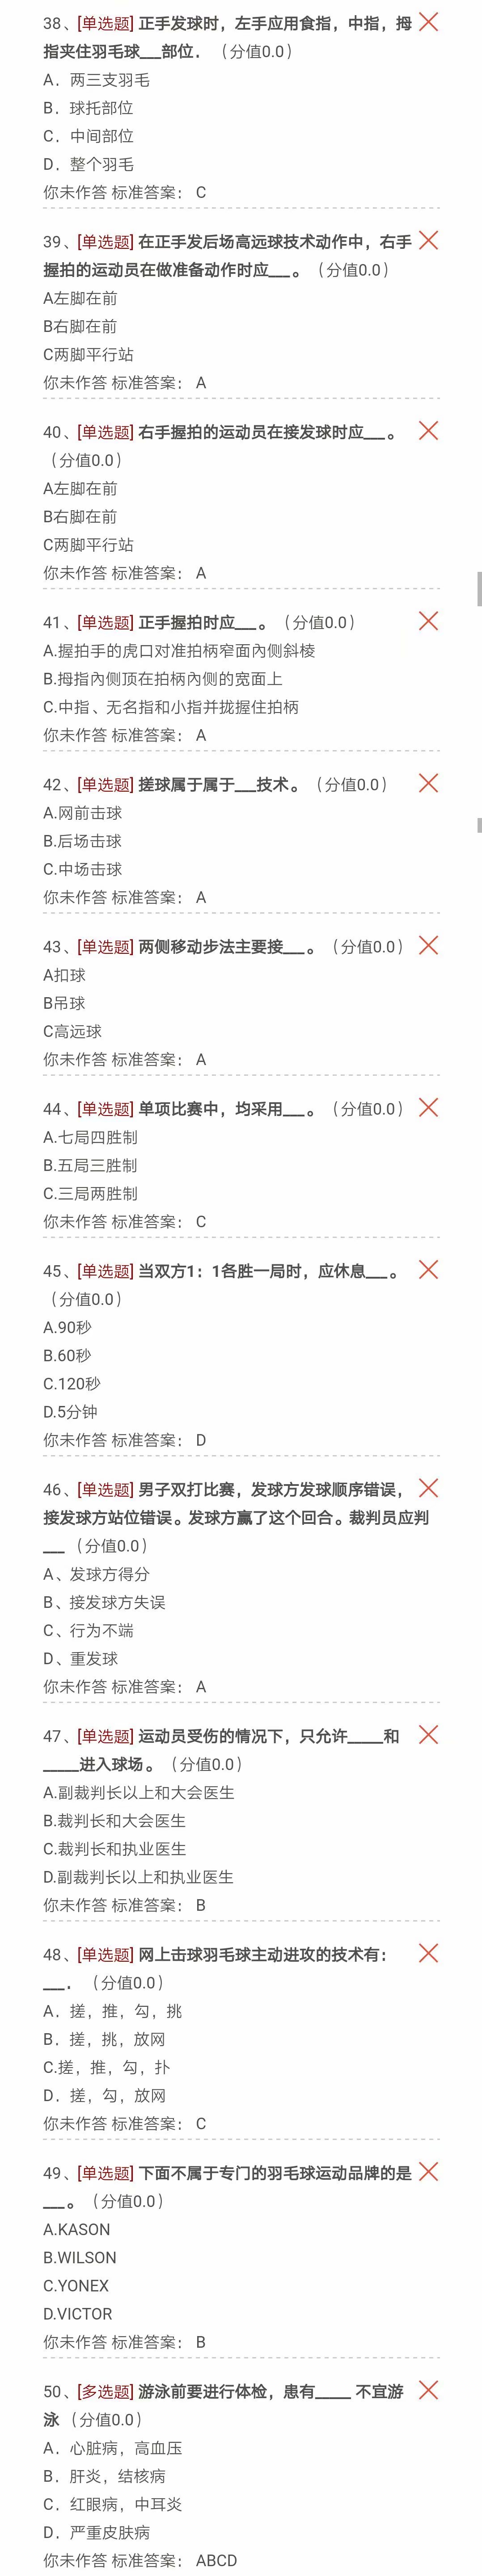 38、[单选题] 正手发球时，左手应用食指，中指，拇
指夹住羽毛球___部位． （分值0.0）
A．两三支羽毛
B．球托部位
C．中间部位
D．整个羽毛
你未作答 标准答案： C
39、[单选题] 在正手发后场高远球技术动作中，右手
握拍的运动员在做准备动作时应___。 （分值0.0）
A左脚在前
B右脚在前
C两脚平行站
你未作答 标准答案： A
40、[单选题] 右手握拍的运动员在接发球时应___。
（分值0.0）
A左脚在前
B右脚在前
C两脚平行站
你未作答 标准答案： A
41、[单选题] 正手握拍时应___。 （分值0.0）
A.握拍手的虎口对准拍柄窄面內侧斜棱
B.拇指內侧顶在拍柄內侧的宽面上
C.中指、无名指和小指并拢握住拍柄
你未作答 标准答案： A
42、[单选题] 搓球属于属于___技术。 （分值0.0）
A.网前击球
B.后场击球
C.中场击球
你未作答 标准答案： A
43、[单选题] 两侧移动步法主要接___。 （分值0.0）
A扣球
B吊球
C高远球
你未作答 标准答案： A
44、[单选题] 单项比赛中，均采用___。 （分值0.0）
A.七局四胜制
B.五局三胜制
C.三局两胜制
你未作答 标准答案： C
45、[单选题] 当双方1：1各胜一局时，应休息___。
（分值0.0）
A.90秒
B.60秒
C.120秒
D.5分钟
你未作答 标准答案： D
46、[单选题] 男子双打比赛，发球方发球顺序错误，
接发球方站位错误。发球方赢了这个回合。裁判员应判
___ （分值0.0）
A、发球方得分
B、接发球方失误
C、行为不端
D、重发球
你未作答 标准答案： A
47、[单选题] 运动员受伤的情况下，只允许_____和
_____进入球场。 （分值0.0）
A.副裁判长以上和大会医生
B.裁判长和大会医生
C.裁判长和执业医生
D.副裁判长以上和执业医生
你未作答 标准答案： B
48、[单选题] 网上击球羽毛球主动进攻的技术有：
___． （分值0.0）
A．搓，推，勾，挑
B．搓，挑，放网
C.搓，推，勾，扑
D．搓，勾，放网
你未作答 标准答案： C
49、[单选题] 下面不属于专门的羽毛球运动品牌的是
___。 （分值0.0）
A.KASON
B.WILSON
C.YONEX
D.VICTOR
你未作答 标准答案： B
50、[多选题] 游泳前要进行体检，患有_____ 不宜游
泳 （分值0.0）
A．心脏病，高血压
B．肝炎，结核病
C．红眼病，中耳炎
D．严重皮肤病
你未作答 标准答案： ABCD